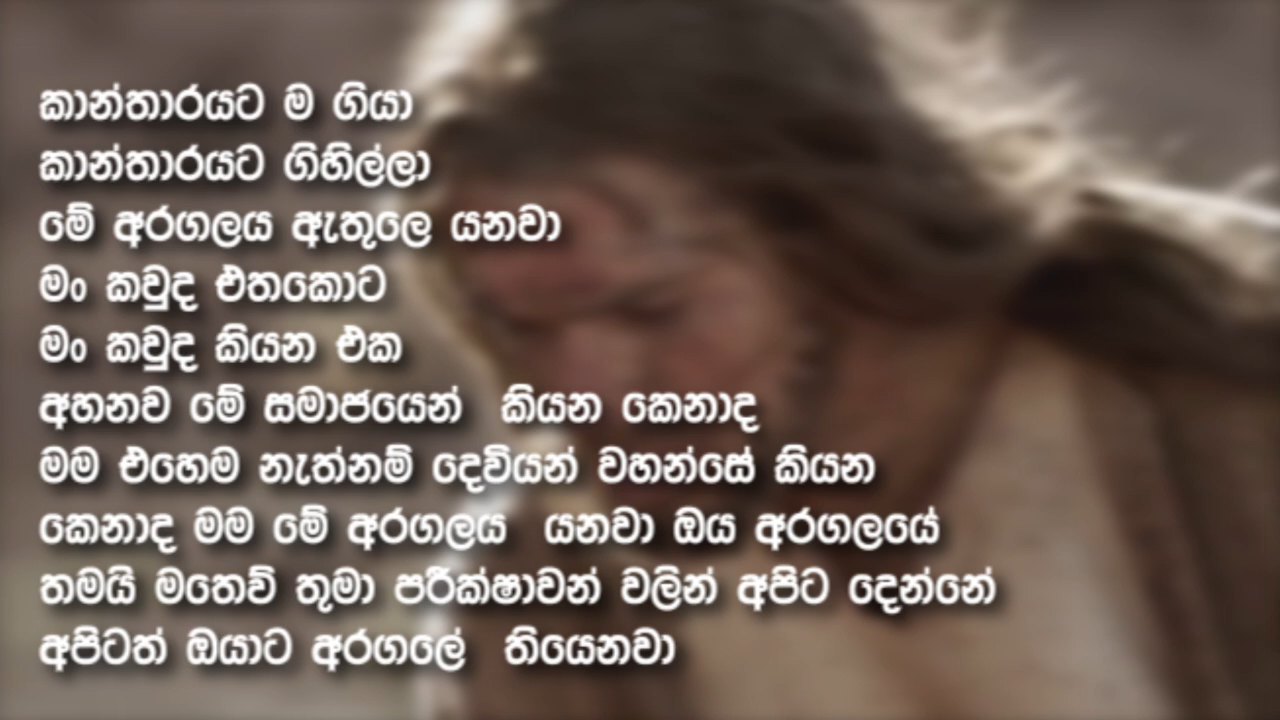 කාන්තාරයට ම ගියා
කාන්තාරයට ගිහිල්ලා
මේ අරගලය ඇතුලෙ යනවා
මං කවුද එතකොට
මං කවුද කියන එක
අහනව මේ සමාජයෙන් කියන කෙනාද
මම එහෙම නැත්නම් දෙවියන් වහන්සේ කියන
කෙනාද මම මේ අරගලය යනවා ඔය අරගලයේ
තමයි මතෙව් තුමා පරීක්ෂාවන් වලින් අපිට දෙන්නේ
අපිටත් ඔයාට අරගලේ තියෙනවා